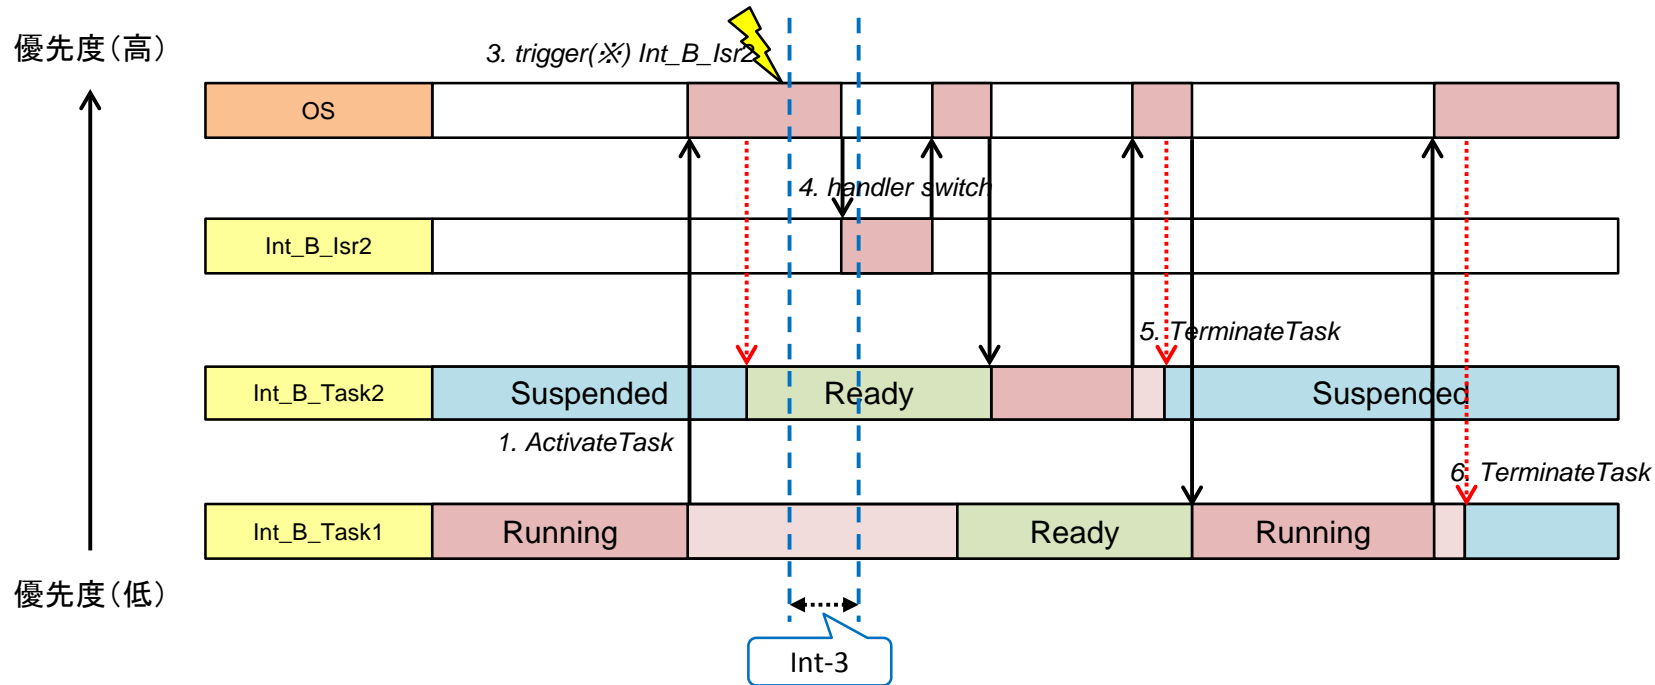 優先度(高)
3. trigger(※) Int_B_Isr2
OS
4. handler switch
Int_B_Isr2
5. TerminateTask
Int_B_Task2
Suspended
Ready
Suspended
1. ActivateTask
6. TerminateTask
Int_B_Task1
Running
Ready
Running
優先度(低)
Int-3